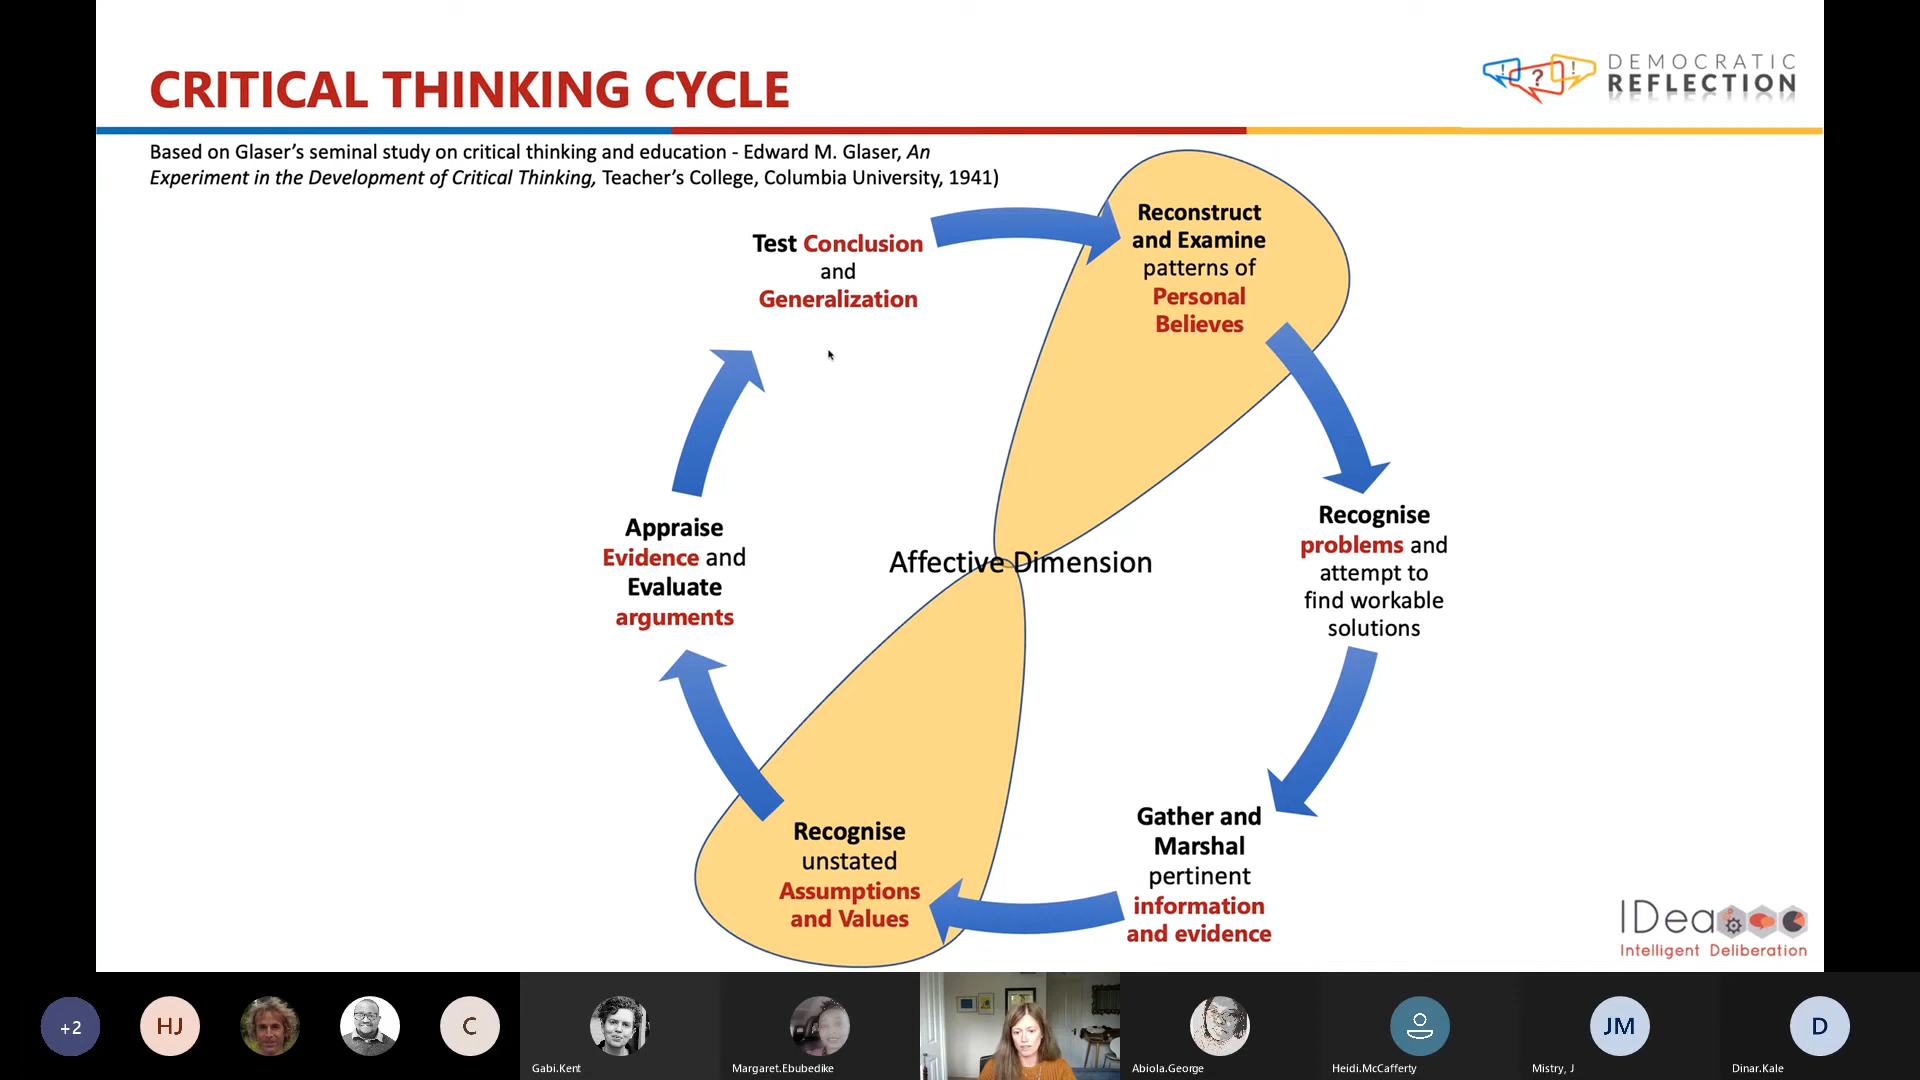 CRITICAL THINKING CYCLE
DEMOCRATIC
REFLECTION
! ? !
Based on Glaser's seminal study on critical thinking and education - Edward M. Glaser, An
Experiment in the Development of Critical Thinking, Teacher's College, Columbia University, 1941)
Test Conclusion
and
Generalization
Reconstruct
and Examine
patterns of
Personal
Believes
Recognise
problems and
attempt to
find workable
solutions
Gather and
Marshal
pertinent
information
and evidence
Recognise
unstated
Assumptions
and Values
Appraise
Evidence and
Evaluate
arguments
Affective Dimension
IDea
Intelligent Deliberation
+2
HJ
C
Gabi.Kent
Margaret.Ebubedike
Abiola.George
Heidi.McCafferty
JM
Mistry, J
D
Dinar.Kale